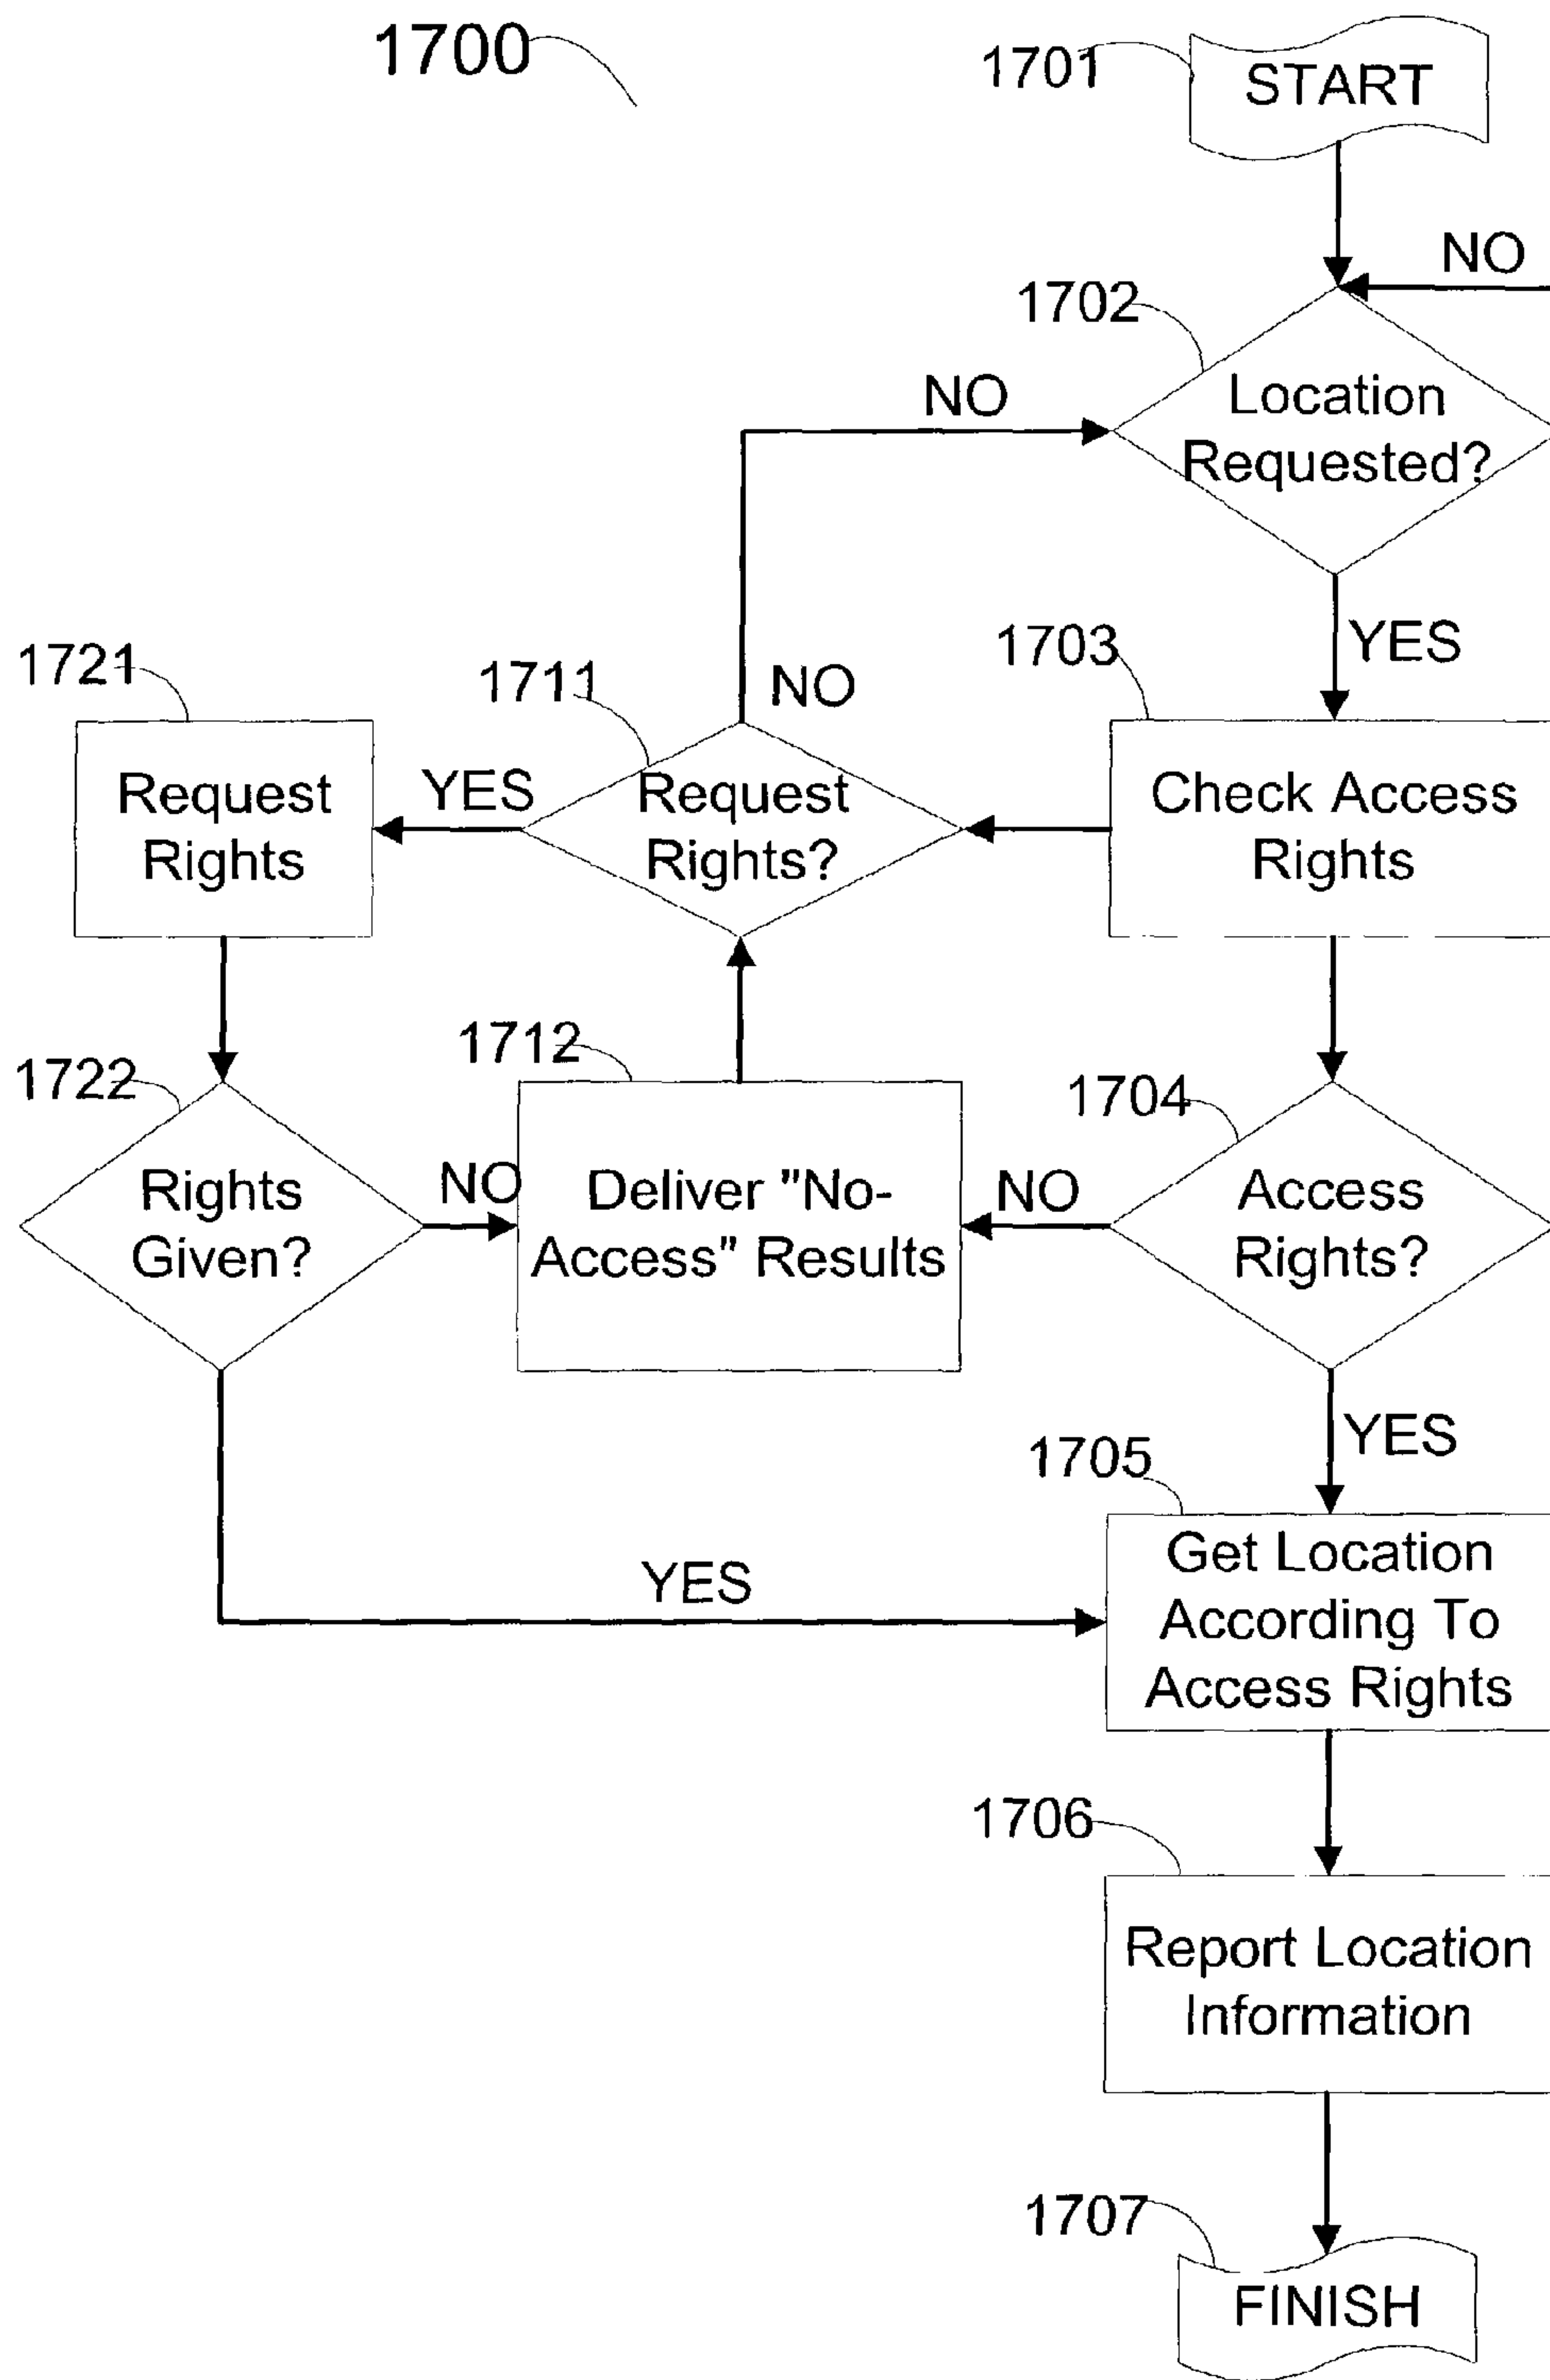 1700
1701
START
NO
1702
Location
Requested?
NO
YES
1703
Check Access
Rights
1711
NO
Request
Rights?
YES
1721
Request
Rights
1722
Rights
Given?
NO
1712
Deliver "No-
Access" Results
NO
1704
Access
Rights?
YES
1705
Get Location
According To
Access Rights
YES
1706
Report Location
Information
1707
FINISH